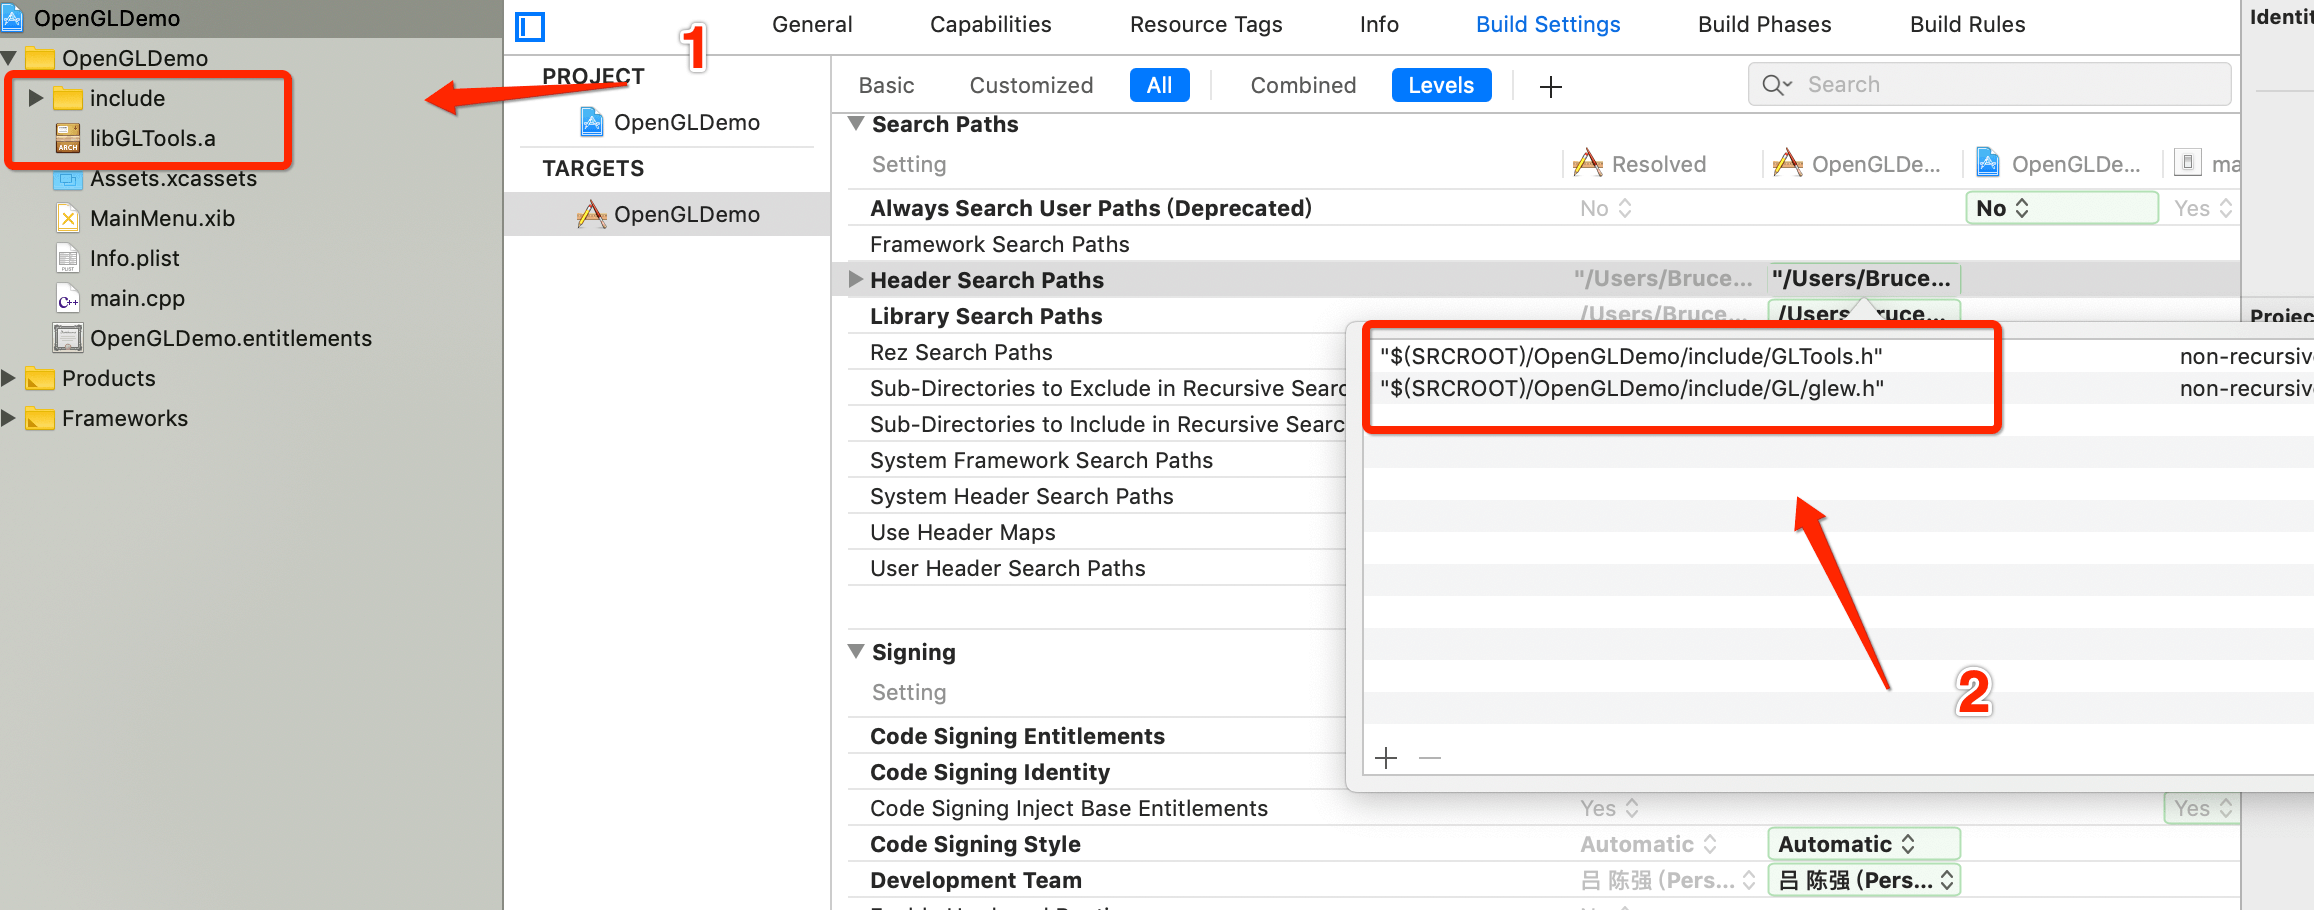 OpenGLDemo
OpenGLDemo
include
libGLTools.a
Assets.xcassets
MainMenu.xib
Info.plist
main.cpp
OpenGLDemo.entitlements
Products
Frameworks
1
General Capabilities Resource Tags Info Build Settings Build Phases Build Rules
PROJECT
OpenGLDemo
TARGETS
OpenGLDemo
Basic Customized All Combined Levels Search
Search Paths
Setting Resolved OpenGLDe... OpenGLDe... ma
Always Search User Paths (Deprecated) No No Yes
Framework Search Paths
Header Search Paths "/Users/Bruce... "/Users/Bruce...
Library Search Paths /Users/Bruce...
Rez Search Paths
Sub-Directories to Exclude in Recursive Searc
Sub-Directories to Include in Recursive Searc
System Framework Search Paths
System Header Search Paths
Use Header Maps
User Header Search Paths
"$(SRCROOT)/OpenGLDemo/include/GLTools.h" non-recursiv
"$(SRCROOT)/OpenGLDemo/include/GL/glew.h" non-recursiv
2
Signing
Setting
Code Signing Entitlements
Code Signing Identity
Code Signing Inject Base Entitlements Yes Yes
Code Signing Style Automatic Automatic
Development Team 吕 陈强 (Pers... 吕 陈强 (Pers...
Identit
Projec